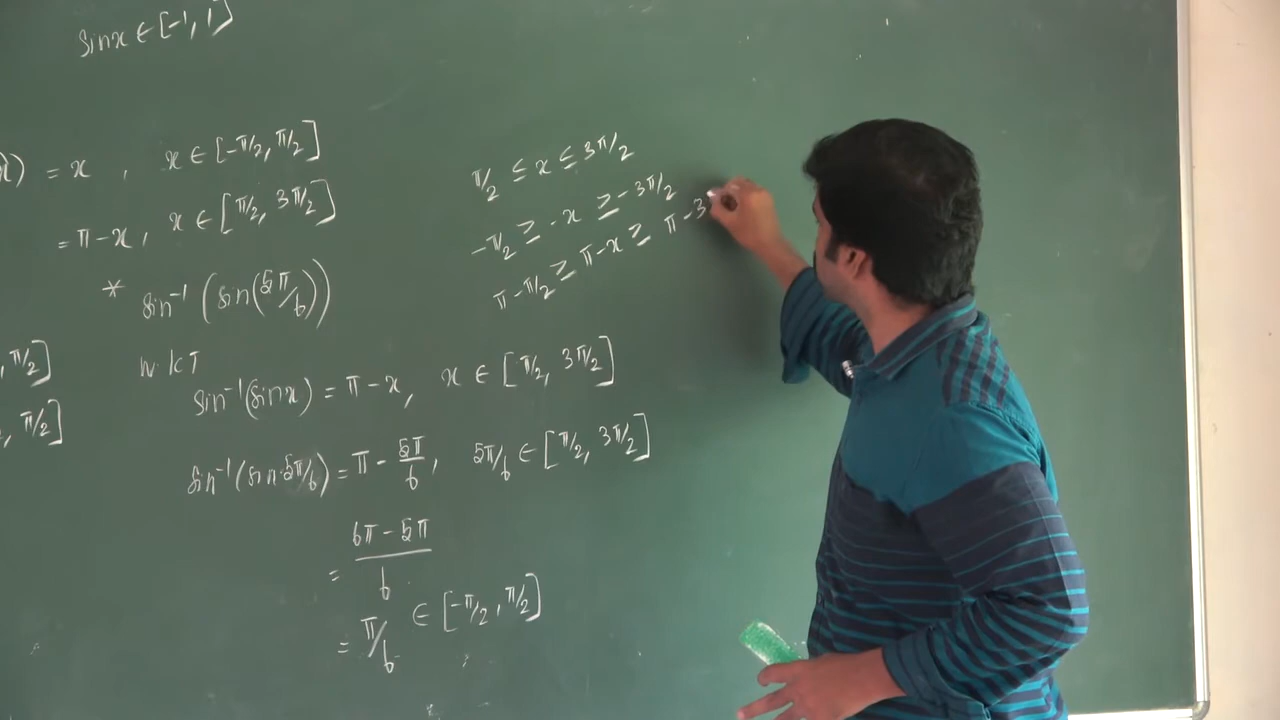 sinx ∈ [-1, 1]
x) = x , x ∈ [-π/2, π/2]
= π-x, x ∈ [π/2, 3π/2]
* sin⁻¹(sin(5π/6))
, π/2]
, π/2]
W K T
sin⁻¹(sinx) = π-x, x ∈ [π/2, 3π/2]
sin⁻¹(sin 5π/6) = π - 5π/6, 5π/6 ∈ [π/2, 3π/2]
= 6π - 5π / 6
= π/6 ∈ [-π/2, π/2]
π/2 ≤ x ≤ 3π/2
-π/2 ≥ -x ≥ -3π/2
π-π/2 ≥ π-x ≥ π-3